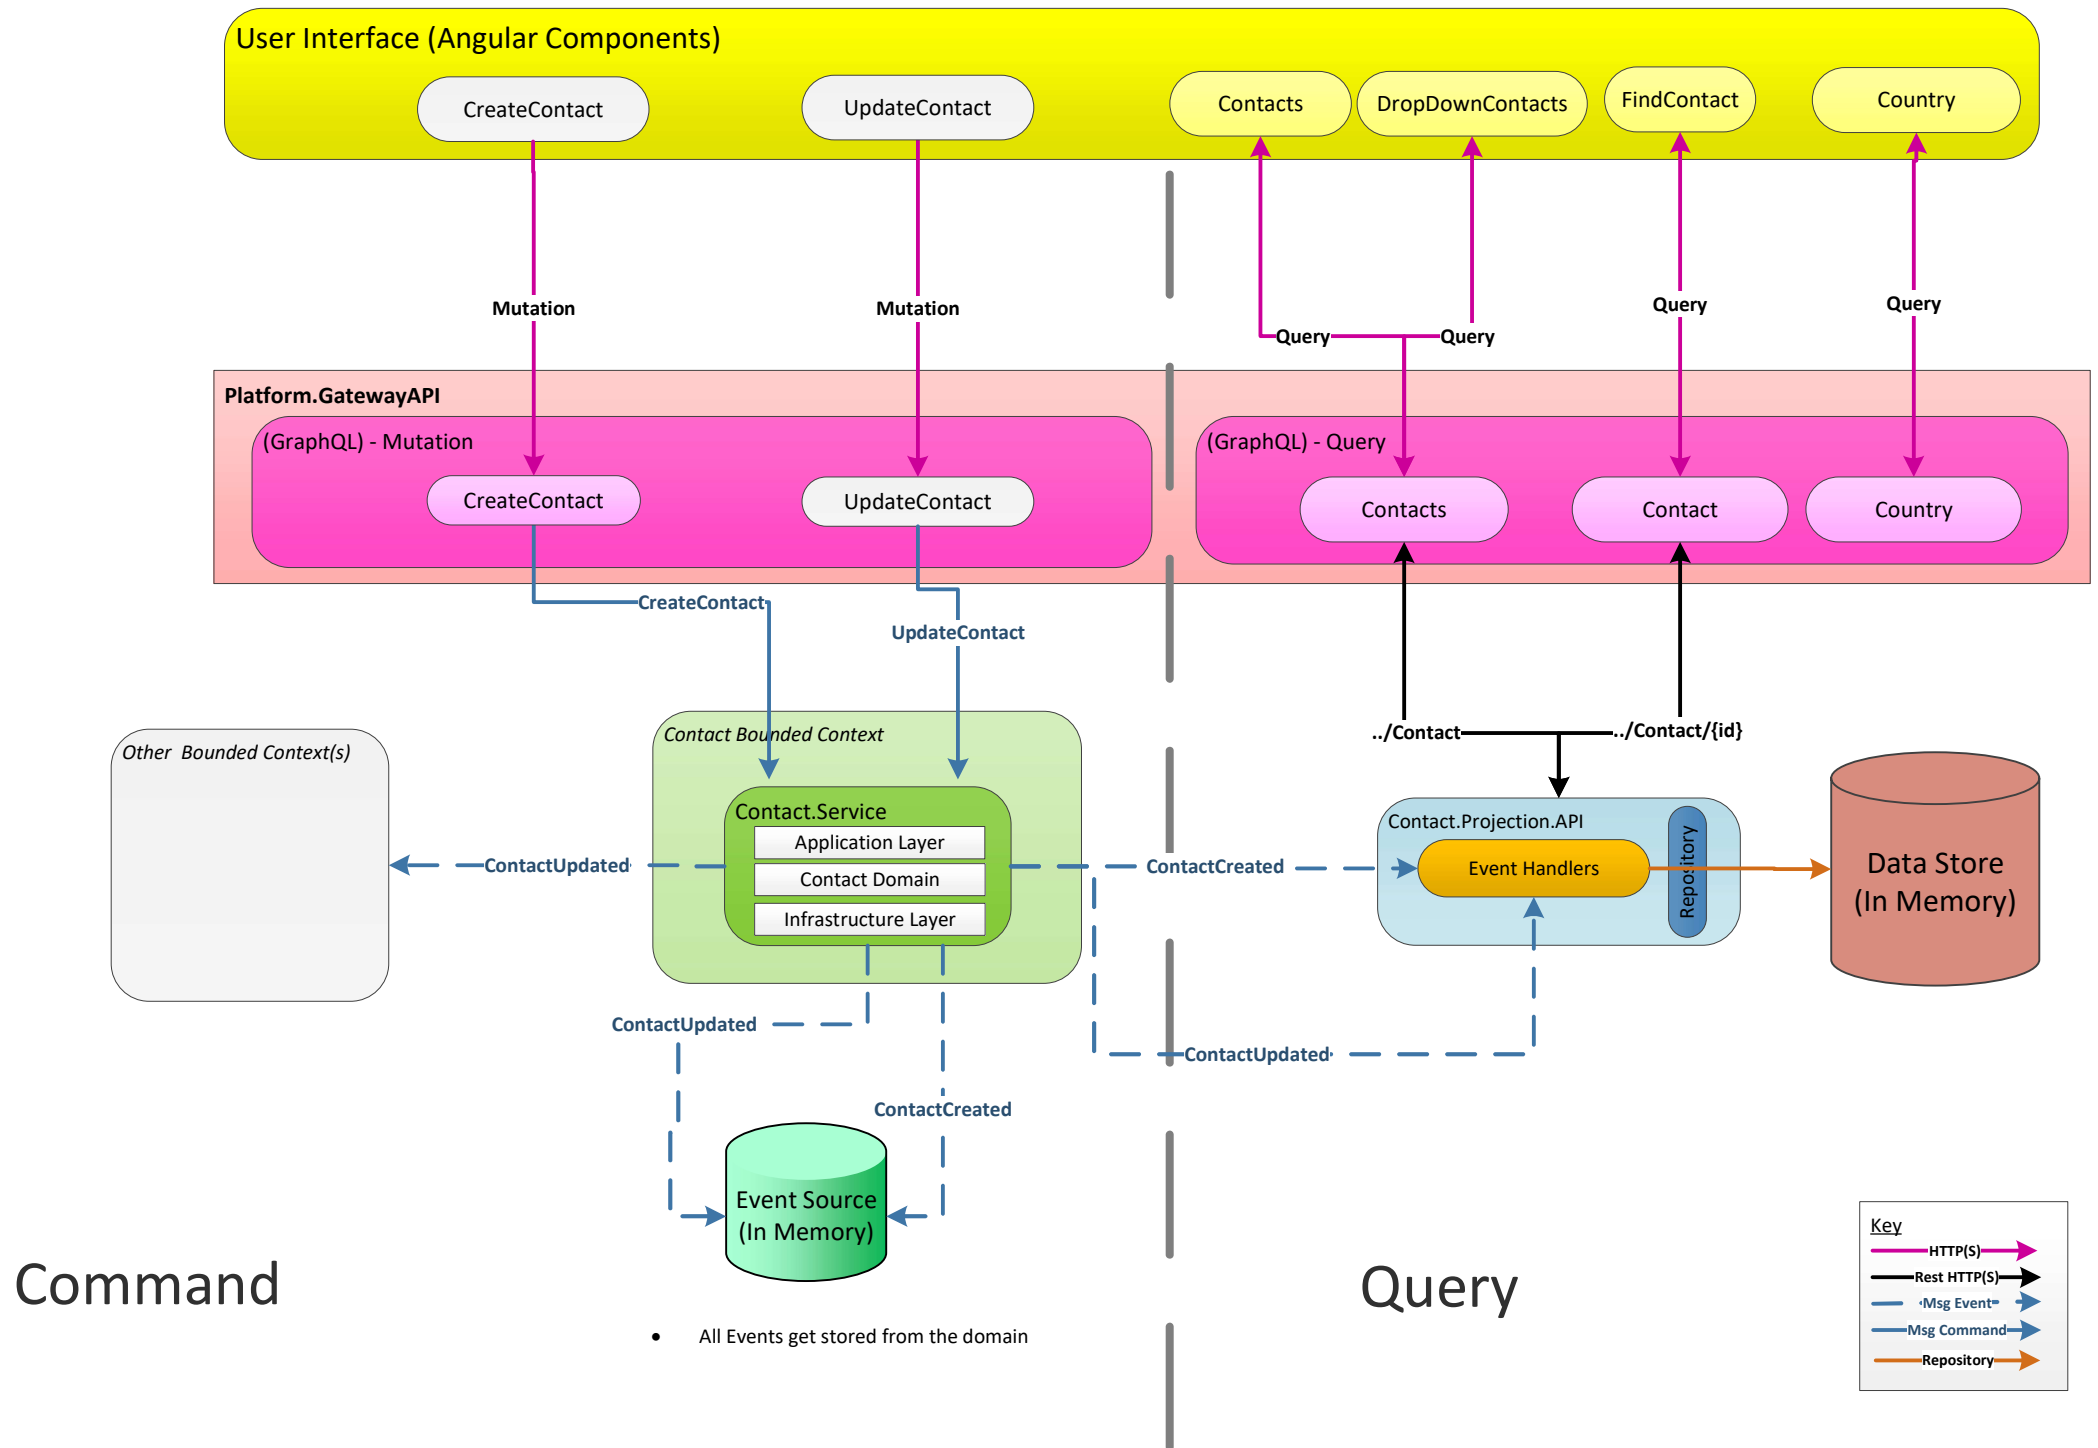 User Interface (Angular Components)
CreateContact
UpdateContact
Contacts
DropDownContacts
FindContact
Country
Mutation
Mutation
Query
Query
Query
Query
Platform.GatewayAPI
(GraphQL) - Mutation
CreateContact
UpdateContact
(GraphQL) - Query
Contacts
Contact
Country
CreateContact
UpdateContact
../Contact
../Contact/{id}
Other  Bounded Context(s)
Contact Bounded Context
Contact.Service
Application Layer
Contact Domain
Infrastructure Layer
ContactUpdated
ContactCreated
Contact.Projection.API
Event Handlers
Repository
Data Store
(In Memory)
ContactUpdated
ContactUpdated
ContactCreated
Event Source
(In Memory)
Command
Query
• All Events get stored from the domain
Key
HTTP(S)
Rest HTTP(S)
Msg Event
Msg Command
Repository